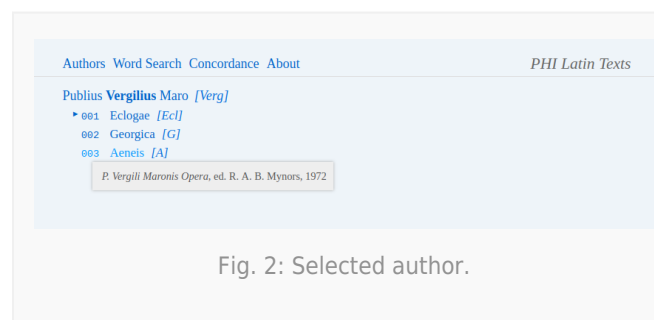 Authors Word Search Concordance About PHI Latin Texts
Publius Vergilius Maro [Verg]
001 Eclogae [Ecl]
002 Georgica [G]
003 Aeneis [A]
P. Vergili Maronis Opera, ed. R. A. B. Mynors, 1972
Fig. 2: Selected author.